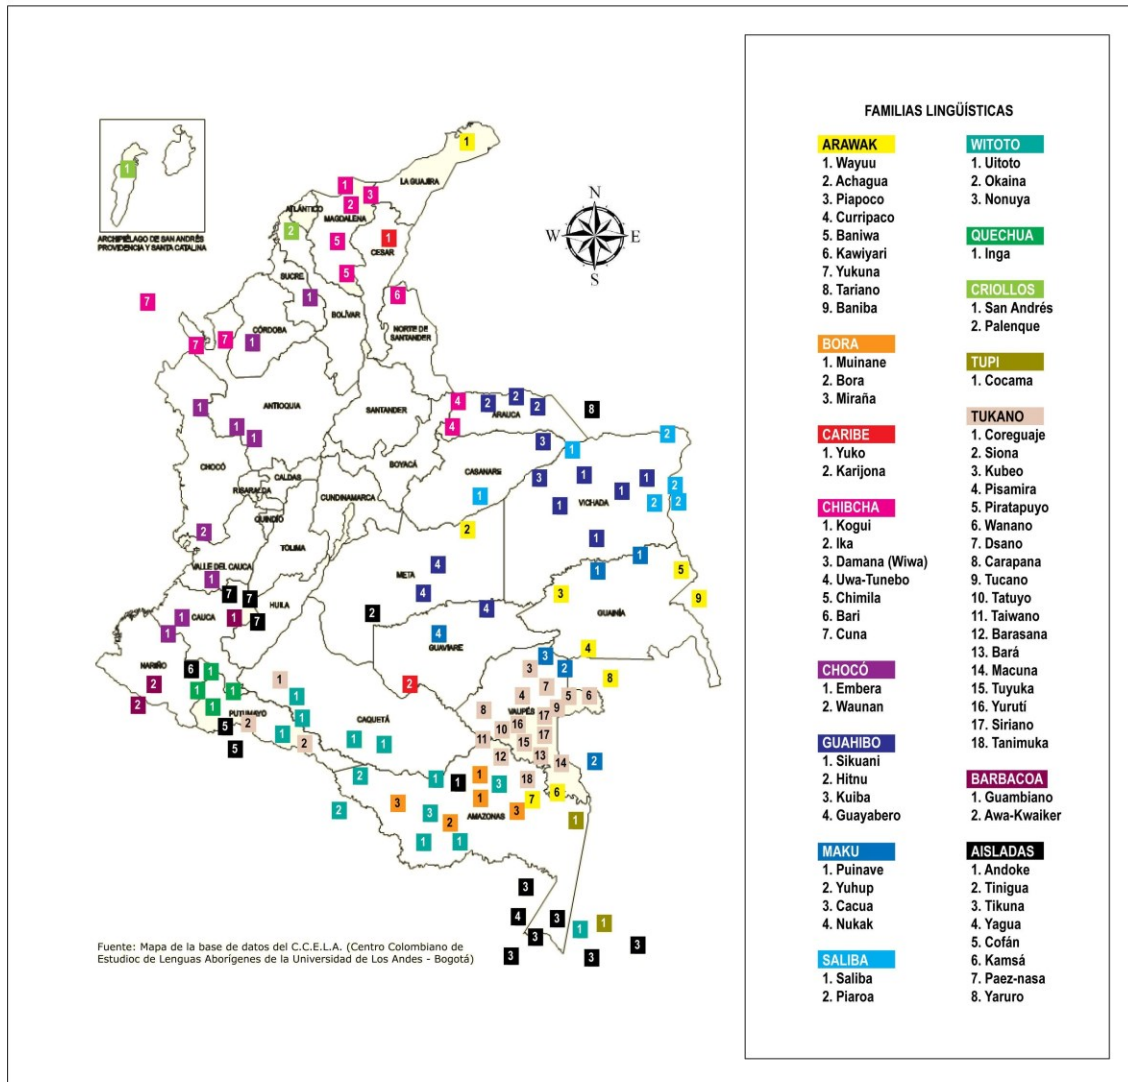 FAMILIAS LINGÜÍSTICAS
ARAWAK
1. Wayuu
2. Achagua
3. Piapoco
4. Curripaco
5. Baniwa
6. Kawiyari
7. Yukuna
8. Tariano
9. Baniba
BORA
1. Muinane
2. Bora
3. Miraña
CARIBE
1. Yuko
2. Karijona
CHIBCHA
1. Kogui
2. Ika
3. Damana (Wiwa)
4. Uwa-Tunebo
5. Chimila
6. Bari
7. Cuna
CHOCÓ
1. Embera
2. Waunan
GUAHIBO
1. Sikuani
2. Hitnu
3. Kuiba
4. Guayabero
MAKU
1. Puinave
2. Yuhup
3. Cacua
4. Nukak
SALIBA
1. Saliba
2. Piaroa
WITOTO
1. Uitoto
2. Okaina
3. Nonuya
QUECHUA
1. Inga
CRIOLLOS
1. San Andrés
2. Palenque
TUPI
1. Cocama
TUKANO
1. Coreguaje
2. Siona
3. Kubeo
4. Pisamira
5. Piratapuyo
6. Wanano
7. Dsano
8. Carapana
9. Tucano
10. Tatuyo
11. Taiwano
12. Barasana
13. Bará
14. Macuna
15. Tuyuka
16. Yurutí
17. Siriano
18. Tanimuka
BARBACOA
1. Guambiano
2. Awa-Kwaiker
AISLADAS
1. Andoke
2. Tinigua
3. Tikuna
4. Yagua
5. Cofán
6. Kamsá
7. Paez-nasa
8. Yaruro
ARCHIPIÉLAGO DE SAN ANDRÉS
PROVIDENCIA Y SANTA CATALINA
LA GUAJIRA
ATLÁNTICO
MAGDALENA
CESAR
N
W E
S
SUCRE
BOLÍVAR
CÓRDOBA
NORTE DE
SANTANDER
ANTIOQUIA
SANTANDER
ARAUCA
BOYACÁ
CASANARE
CHOCÓ
CALDAS
RISARALDA
CUNDINAMARCA
VICHADA
QUINDÍO
TOLIMA
VALLE DEL CAUCA
META
HUILA
GUAINÍA
CAUCA
GUAVIARE
NARIÑO
PUTUMAYO
CAQUETÁ
VAUPÉS
AMAZONAS
Fuente: Mapa de la base de datos del C.C.E.L.A. (Centro Colombiano de
Estudioc de Lenguas Aborígenes de la Universidad de Los Andes - Bogotá)